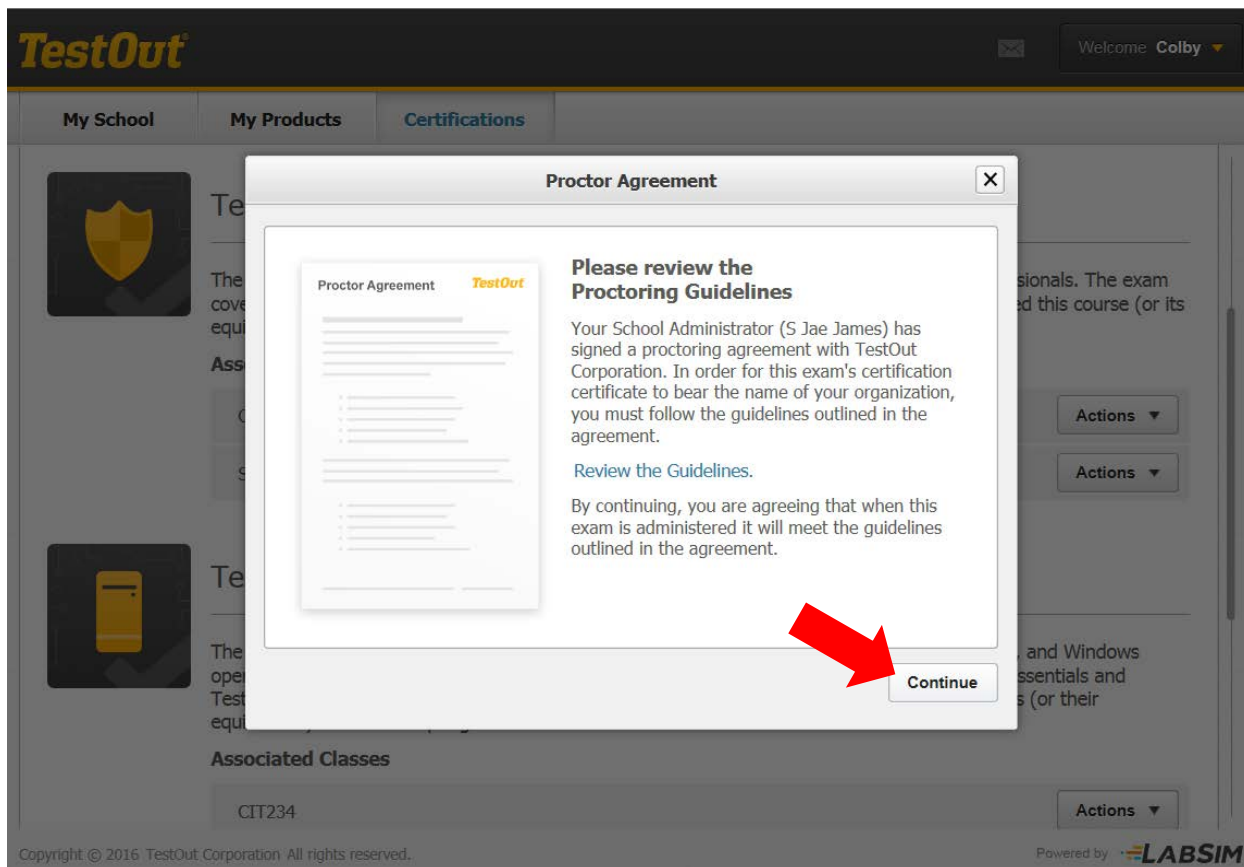 TestOut
Welcome Colby
My School My Products Certifications
Proctor Agreement
Te
The
sionals. The exam
cove
ed this course (or its
equi
Ass
Actions
Actions
Proctor Agreement TestOut
Please review the
Proctoring Guidelines
Your School Administrator (S Jae James) has
signed a proctoring agreement with TestOut
Corporation. In order for this exam's certification
certificate to bear the name of your organization,
you must follow the guidelines outlined in the
agreement.
Review the Guidelines.
By continuing, you are agreeing that when this
exam is administered it will meet the guidelines
outlined in the agreement.
Continue
Te
The
, and Windows
oper
ssentials and
Test
s (or their
equi
Associated Classes
CIT234 Actions
Copyright © 2016 TestOut Corporation All rights reserved.
Powered by LABSIM